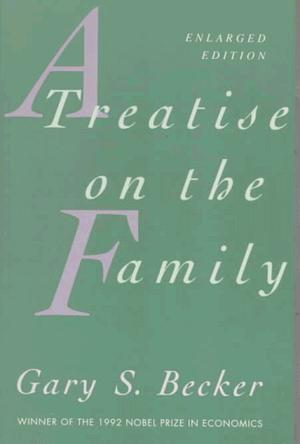 ENLARGED
EDITION
A
Treatise
on the
Family
Gary S. Becker
WINNER OF THE 1992 NOBEL PRIZE IN ECONOMICS